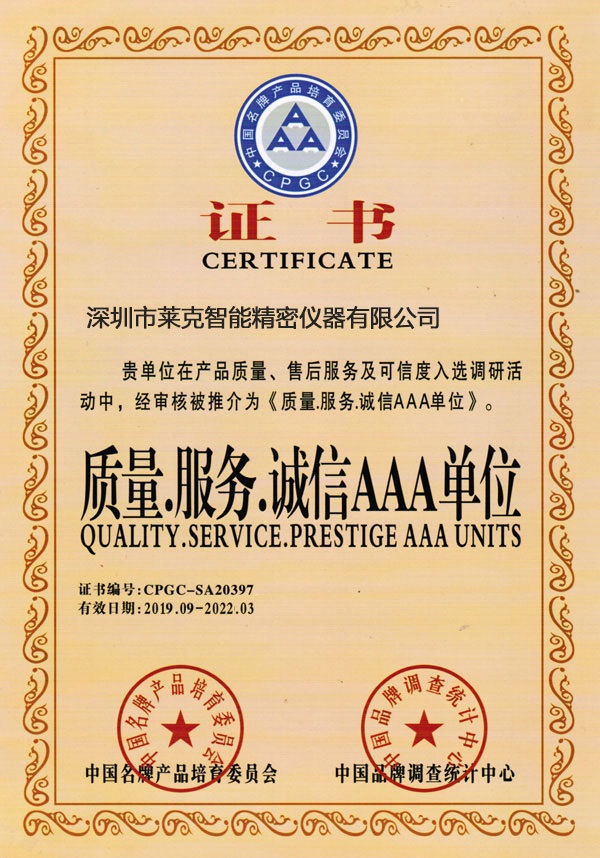 中国名牌产品培育委员会
AAA
CPGC
证书
CERTIFICATE
深圳市莱克智能精密仪器有限公司
贵单位在产品质量、售后服务及可信度入选调研活
动中，经审核被推介为《质量.服务.诚信AAA单位》。
质量.服务.诚信AAA单位
QUALITY.SERVICE.PRESTIGE AAA UNITS
证书编号:CPGC-SA20397
有效日期:2019.09-2022.03
中国名牌产品培育委员会
中国品牌调查统计中心
中国名牌产品培育委员会
中国品牌调查统计中心